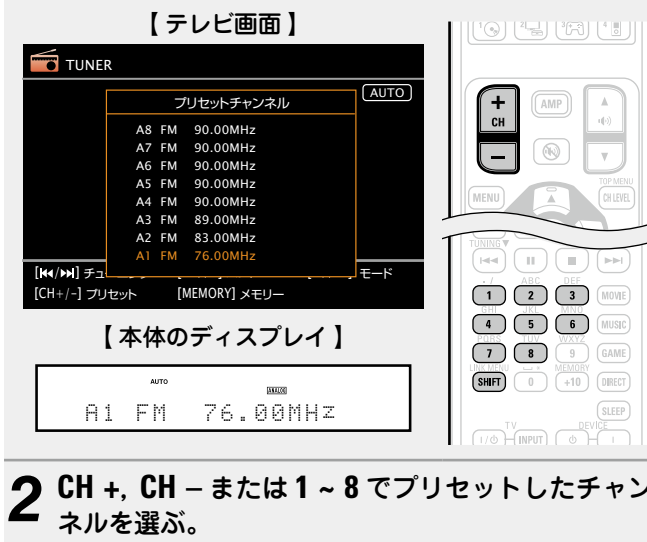 【 テレビ画面 】
TUNER
AUTO
プリセットチャンネル
A8 FM 90.00MHz
A7 FM 90.00MHz
A6 FM 90.00MHz
A5 FM 90.00MHz
A4 FM 90.00MHz
A3 FM 89.00MHz
A2 FM 83.00MHz
A1 FM 76.00MHz
モード
[CH+/-] プリセット [MEMORY] メモリー
【 本体のディスプレイ 】
AUTO
ANALOG
A1 FM 76.00MHz
1 2 3 4
+ CH −
AMP
TOP MENU
MENU
CH LEVEL
TUNING
. / ABC DEF
1 2 3 MOVIE
GHI JKL MNO
4 5 6 MUSIC
PQRS TUV WXYZ
7 8 9 GAME
LINK MENU MEMORY
SHIFT 0 +10 DIRECT
SLEEP
TV DEVICE
INPUT
2 CH +, CH – または 1 ~ 8 でプリセットしたチャン
ネルを選ぶ。